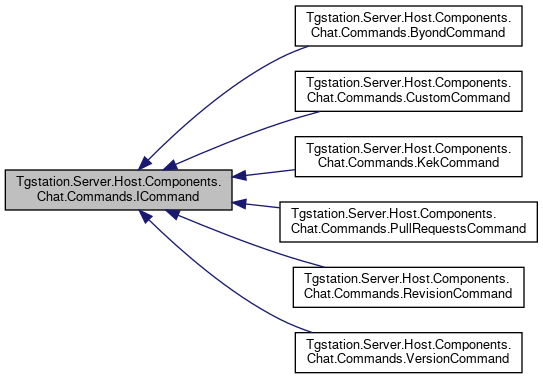 Tgstation.Server.Host.Components.
Chat.Commands.ICommand
Tgstation.Server.Host.Components.
Chat.Commands.ByondCommand
Tgstation.Server.Host.Components.
Chat.Commands.CustomCommand
Tgstation.Server.Host.Components.
Chat.Commands.KekCommand
Tgstation.Server.Host.Components.
Chat.Commands.PullRequestsCommand
Tgstation.Server.Host.Components.
Chat.Commands.RevisionCommand
Tgstation.Server.Host.Components.
Chat.Commands.VersionCommand